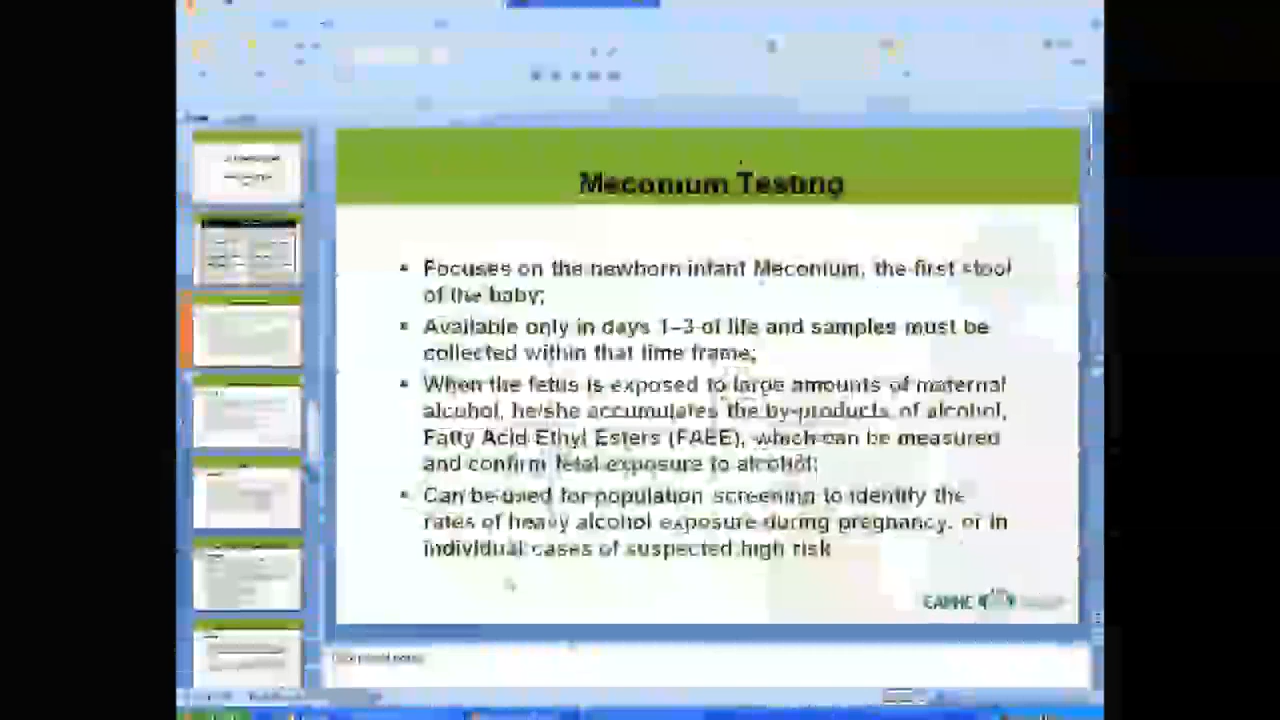 Meconium Testing
• Focuses on the newborn infant Meconium, the first stool
of the baby;
• Available only in days 1-3 of life and samples must be
collected within that time frame;
• When the fetus is exposed to large amounts of maternal
alcohol, he/she accumulates the by-products of alcohol,
Fatty Acid Ethyl Esters (FAEE), which can be measured
and confirm fetal exposure to alcohol;
• Can be used for population screening to identify the
rates of heavy alcohol exposure during pregnancy, or in
individual cases of suspected high risk